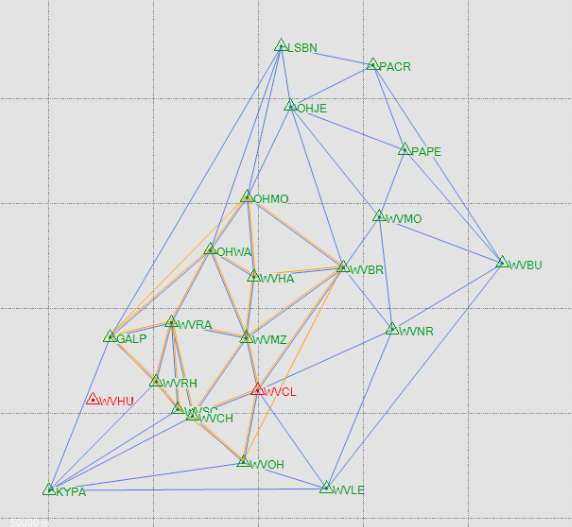 LSBN
PACR
OHJE
PAPE
OHMO
WVMO
OHWA
WVBR
WVBU
WVHA
WVRA
WVNR
GALP
WVMZ
WVRH
WVCL
WVHU
WVSC
WVCH
WVOH
KYPA
WVLE